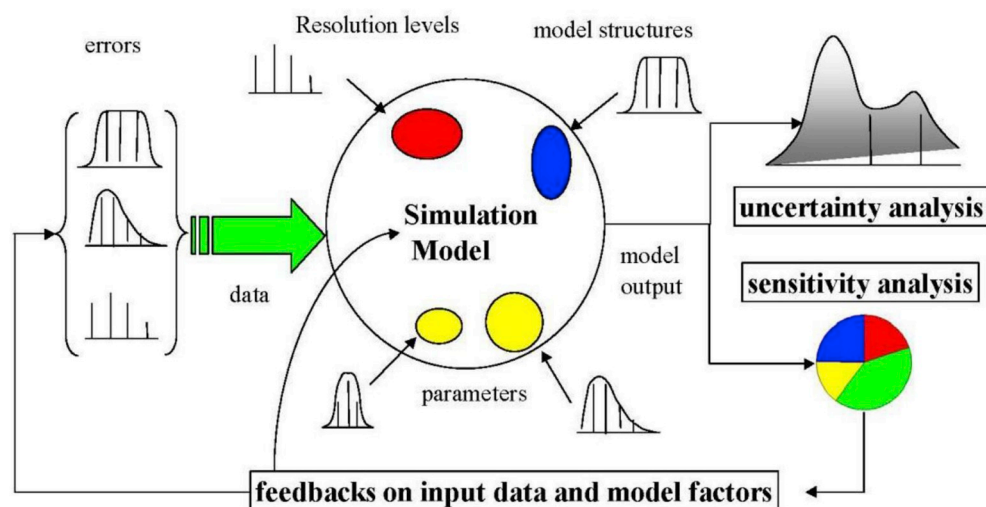 errors
Resolution levels
model structures
Simulation
Model
data
model
output
parameters
uncertainty analysis
sensitivity analysis
feedbacks on input data and model factors